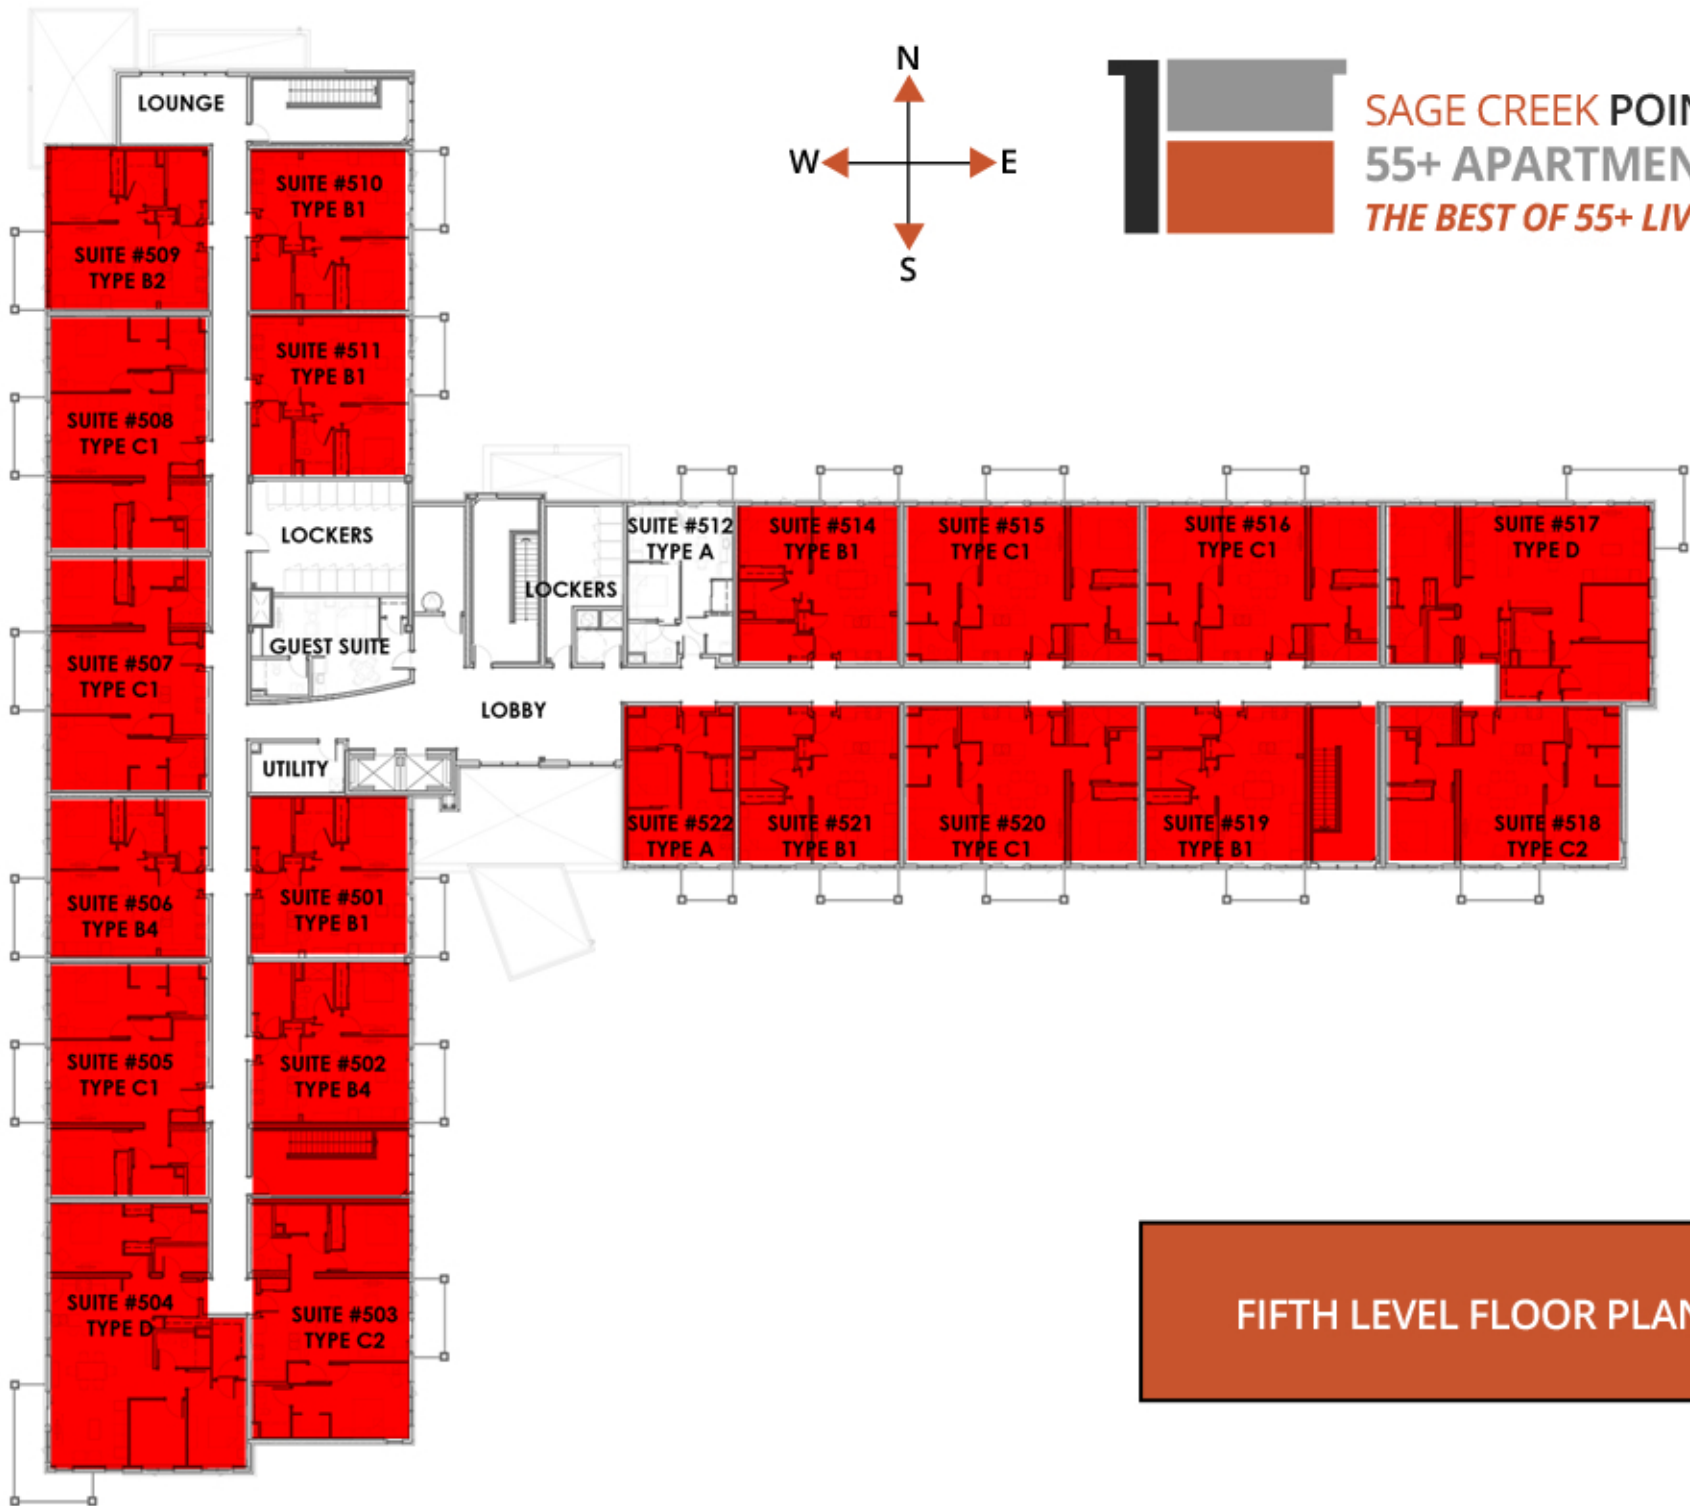 LOUNGE
N
W
E
S
SAGE CREEK POIN
55+ APARTMEN
THE BEST OF 55+ LIV
SUITE #510
TYPE B1
SUITE #509
TYPE B2
SUITE #511
TYPE B1
SUITE #508
TYPE C1
LOCKERS
LOCKERS
GUEST SUITE
SUITE #512
TYPE A
SUITE #514
TYPE B1
SUITE #515
TYPE C1
SUITE #516
TYPE C1
SUITE #517
TYPE D
SUITE #507
TYPE C1
LOBBY
UTILITY
SUITE #522
TYPE A
SUITE #521
TYPE B1
SUITE #520
TYPE C1
SUITE #519
TYPE B1
SUITE #518
TYPE C2
SUITE #506
TYPE B4
SUITE #501
TYPE B1
SUITE #505
TYPE C1
SUITE #502
TYPE B4
SUITE #504
TYPE D
SUITE #503
TYPE C2
FIFTH LEVEL FLOOR PLAN